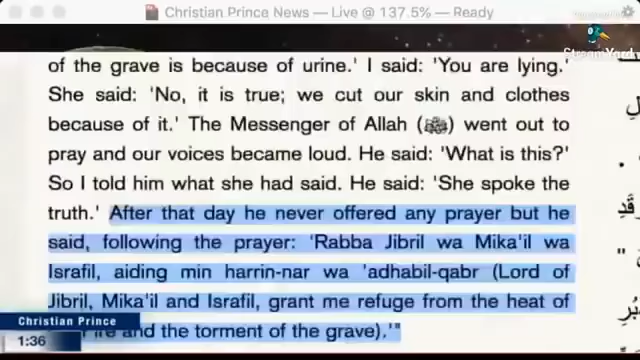 Christian Prince News — Live @ 137.5% — Ready
StreamYard
of the grave is because of urine.' I said: 'You are lying.'
She said: 'No, it is true; we cut our skin and clothes
because of it.' The Messenger of Allah (ﷺ) went out to
pray and our voices became loud. He said: 'What is this?'
So I told him what she had said. He said: 'She spoke the
truth.' After that day he never offered any prayer but he
said, following the prayer: 'Rabba Jibril wa Mika'il wa
Israfil, aiding min harrin-nar wa 'adhabil-qabr (Lord of
Jibril, Mika'il and Israfil, grant me refuge from the heat of
and the torment of the grave).'"
Christian Prince
1:36